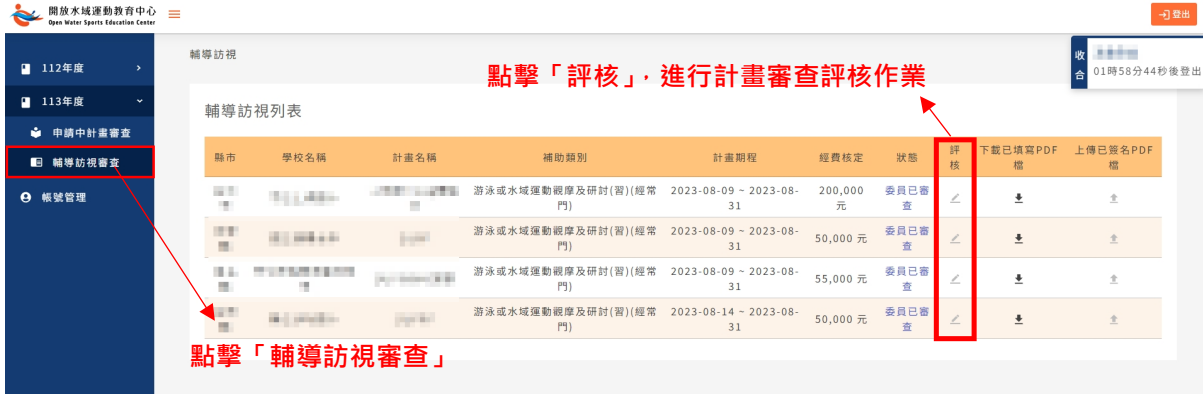 開放水域運動教育中心
Open Water Sports Education Center
登出
112年度
113年度
申請中計畫審查
輔導訪視審查
帳號管理
輔導訪視
收合
01時58分44秒後登出
點擊「評核」，進行計畫審查評核作業
輔導訪視列表
縣市 學校名稱 計畫名稱 補助類別 計畫期程 經費核定 狀態 評核 下載已填寫PDF檔 上傳已簽名PDF檔
游泳或水域運動觀摩及研討(習)(經常門) 2023-08-09 ~ 2023-08-31 200,000元 委員已審查
游泳或水域運動觀摩及研討(習)(經常門) 2023-08-09 ~ 2023-08-31 50,000 元 委員已審查
游泳或水域運動觀摩及研討(習)(經常門) 2023-08-09 ~ 2023-08-31 55,000 元 委員已審查
游泳或水域運動觀摩及研討(習)(經常門) 2023-08-14 ~ 2023-08-31 50,000 元 委員已審查
點擊「輔導訪視審查」